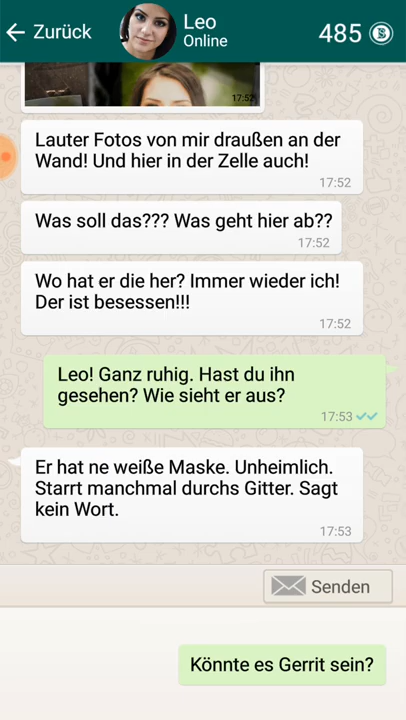 Zurück
Leo
Online
485
17:52
Lauter Fotos von mir draußen an der
Wand! Und hier in der Zelle auch!
17:52
Was soll das??? Was geht hier ab??
17:52
Wo hat er die her? Immer wieder ich!
Der ist besessen!!!
17:52
Leo! Ganz ruhig. Hast du ihn
gesehen? Wie sieht er aus?
17:53
Er hat ne weiße Maske. Unheimlich.
Starrt manchmal durchs Gitter. Sagt
kein Wort.
17:53
Senden
Könnte es Gerrit sein?